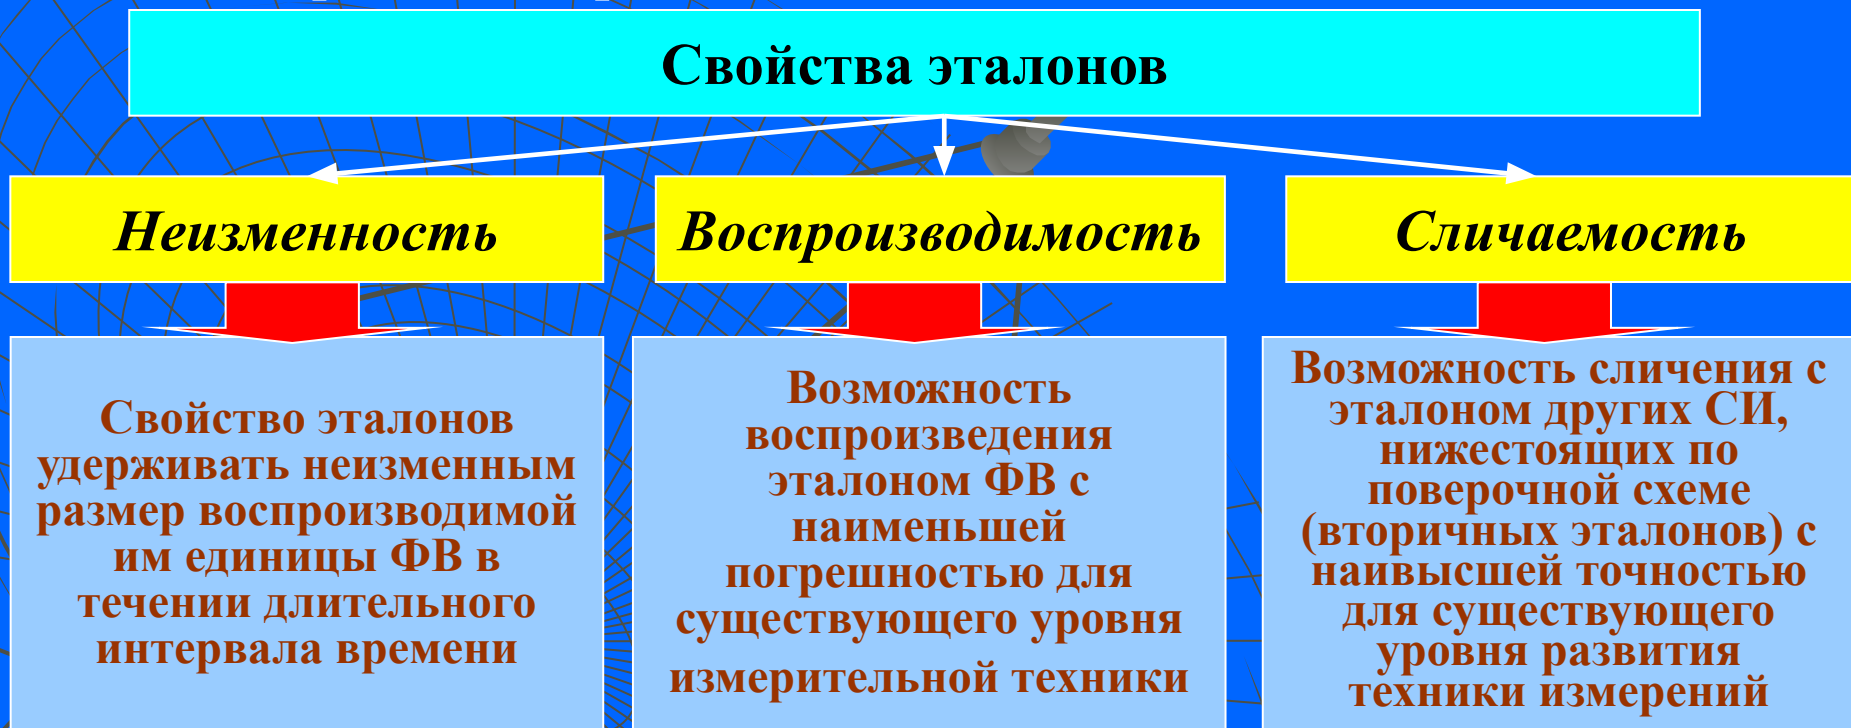 Свойства эталонов
Неизменность
Воспроизводимость
Сличаемость
Свойство эталонов
удерживать неизменным
размер воспроизводимой
им единицы ФВ в
течении длительного
интервала времени
Возможность
воспроизведения
эталоном ФВ с
наименьшей
погрешностью для
существующего уровня
измерительной техники
Возможность сличения с
эталоном других СИ,
нижестоящих по
поверочной схеме
(вторичных эталонов) с
наивысшей точностью
для существующего
уровня развития
техники измерений